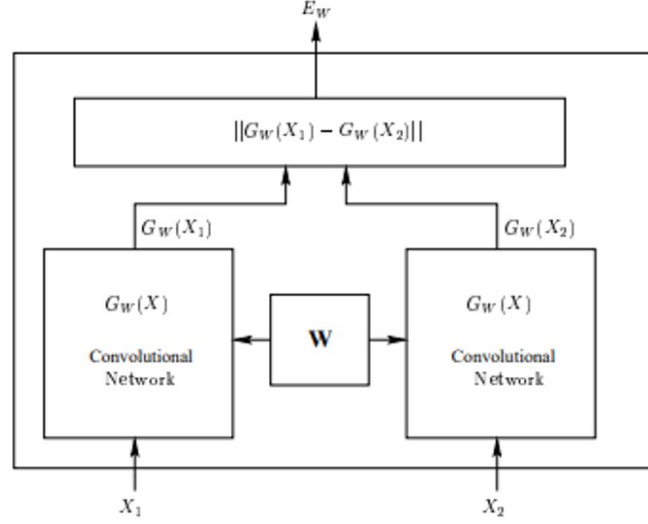 E_W
||G_W(X_1) − G_W(X_2)||
G_W(X_1)
G_W(X_2)
G_W(X)
Convolutional
Network
W
G_W(X)
Convolutional
Network
X_1
X_2